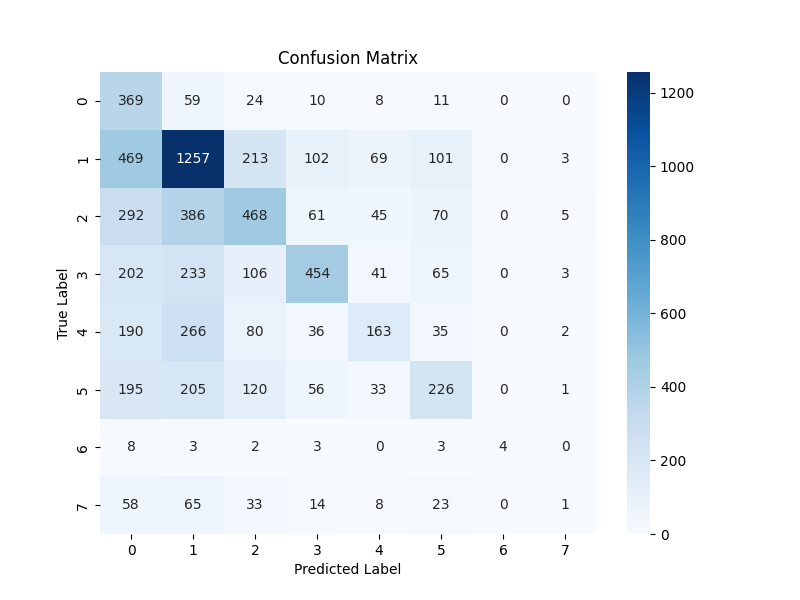 Confusion Matrix
0 369 59 24 10 8 11 0 0
1 469 1257 213 102 69 101 0 3
2 292 386 468 61 45 70 0 5
3 202 233 106 454 41 65 0 3
4 190 266 80 36 163 35 0 2
5 195 205 120 56 33 226 0 1
6 8 3 2 3 0 3 4 0
7 58 65 33 14 8 23 0 1
0 1 2 3 4 5 6 7
Predicted Label
True Label
1200
1000
800
600
400
200
0